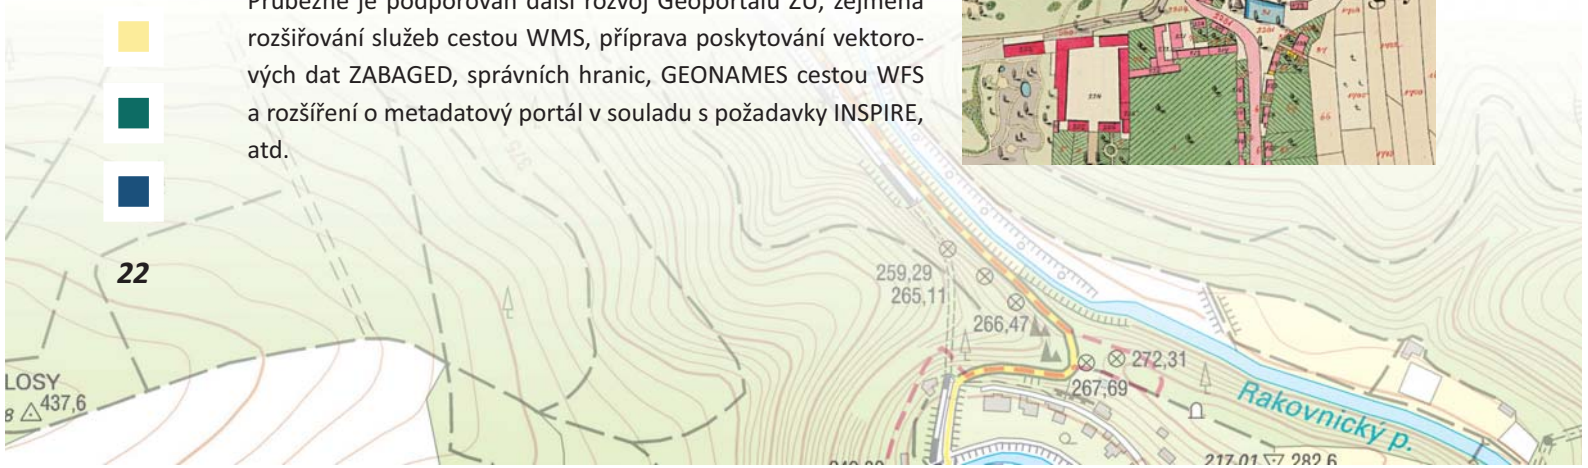 Průběžně je podporován další rozvoj Geoportálu ZÚ, zejména
rozšiřování služeb cestou WMS, příprava poskytování vektoro-
vých dat ZABAGED, správních hranic, GEONAMES cestou WFS
a rozšíření o metadatový portál v souladu s požadavky INSPIRE,
atd.
22
375
259,29
265,11
266,47
272,31
267,69
LOSY
8 437,6
Rakovnický p.
217.01 282,6